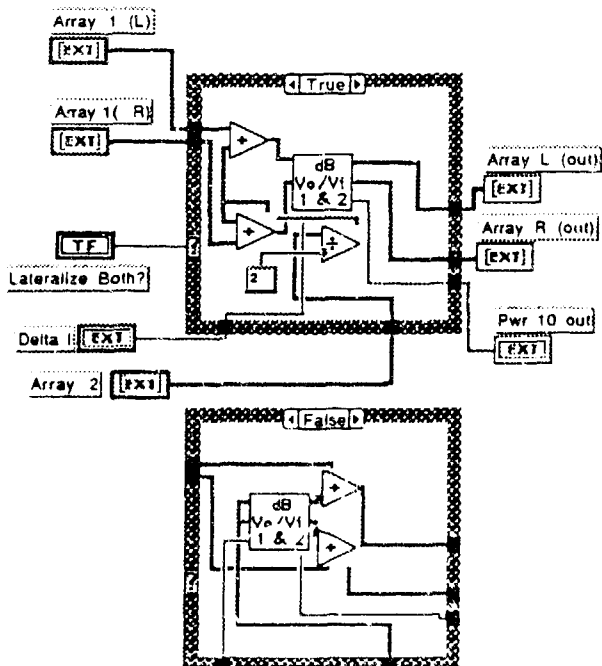 Array 1 (L)
[EXT]
True
Array 1( R)
[EXT]
+
dB
Vo/Vi
1 & 2
Array L (out)
[EXT]
+
÷
Array R (out)
[EXT]
TF
2
Lateralize Both?
Pwr 10 out
[EXT]
Delta I
EXT
Array 2
[EXT]
False
+
dB
Vo/Vi
1 & 2
+